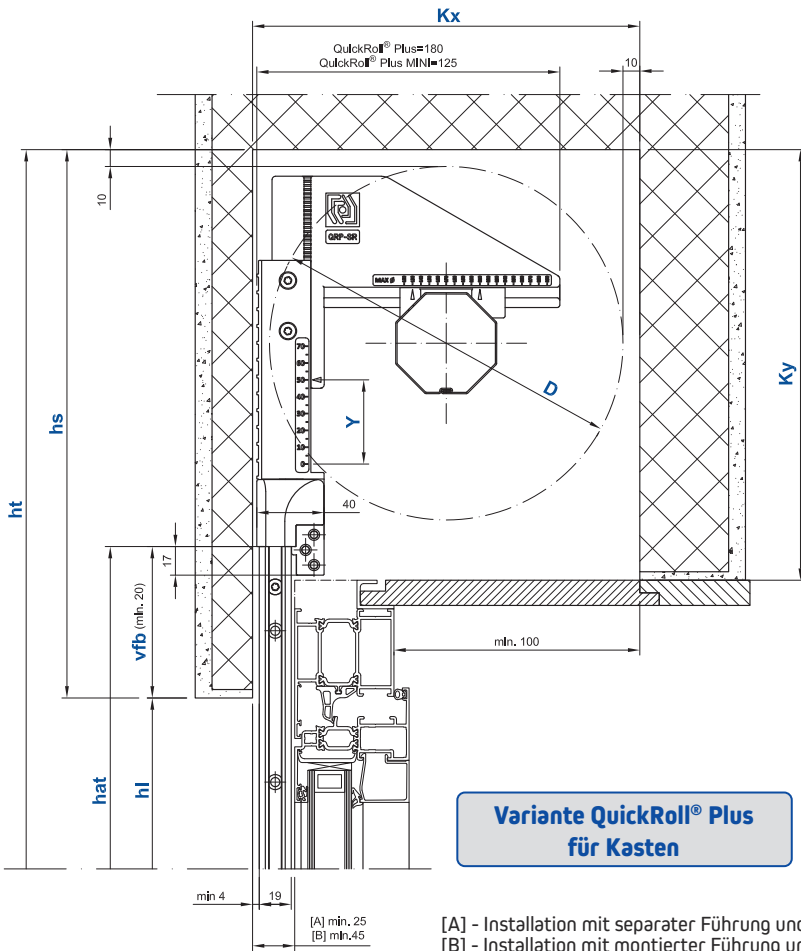 Kx
QuickRoll® Plus=180
QuickRoll® Plus MINI=125
10
10
QRP-SR
MAX Ø
70
60
50
40
30
20
10
0
Y
D
Ky
hs
ht
40
17
vfb (min. 20)
min. 100
hat
hl
Variante QuickRoll® Plus
für Kasten
min 4
19
[A] min. 25
[B] min.45
[A] - Installation mit separater Führung und
[B] - Installation mit montierter Führung un